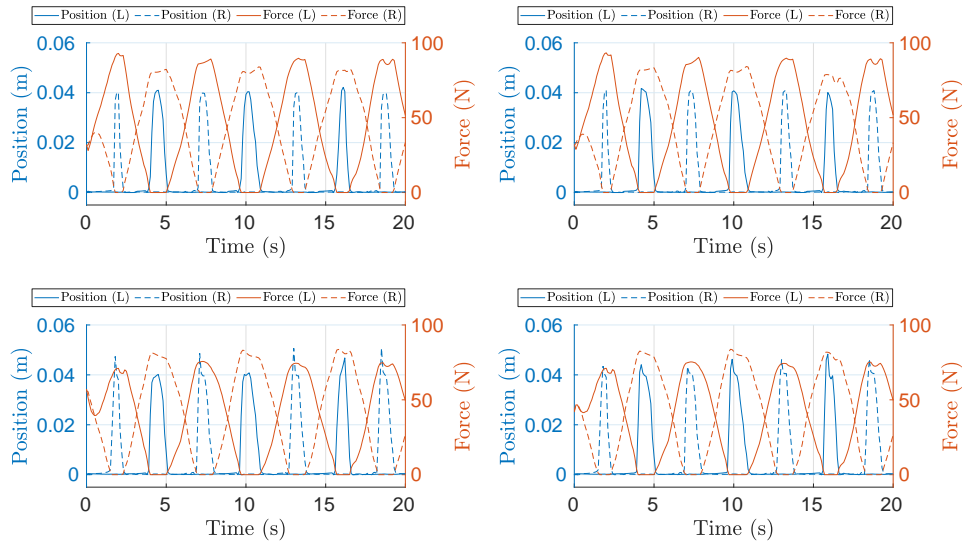 Position (L) Position (R) Force (L) Force (R)
Position (L) Position (R) Force (L) Force (R)
0.06 100 0.06 100
0.04 0.04
50 50
0.02 0.02
0 0 0 0
Position (m) Force (N) Position (m) Force (N)
0 5 10 15 20 0 5 10 15 20
Time (s) Time (s)
Position (L) Position (R) Force (L) Force (R)
Position (L) Position (R) Force (L) Force (R)
0.06 100 0.06 100
0.04 0.04
50 50
0.02 0.02
0 0 0 0
Position (m) Force (N) Position (m) Force (N)
0 5 10 15 20 0 5 10 15 20
Time (s) Time (s)